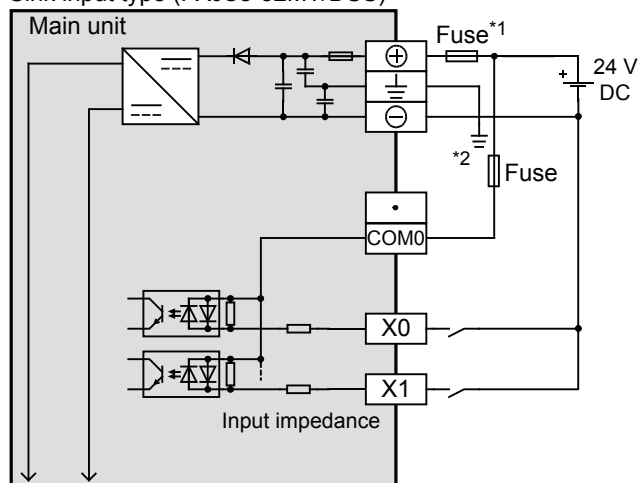 Main unit
Fuse*1
24 V
DC
*2
Fuse
COM0
X0
X1
Input impedance